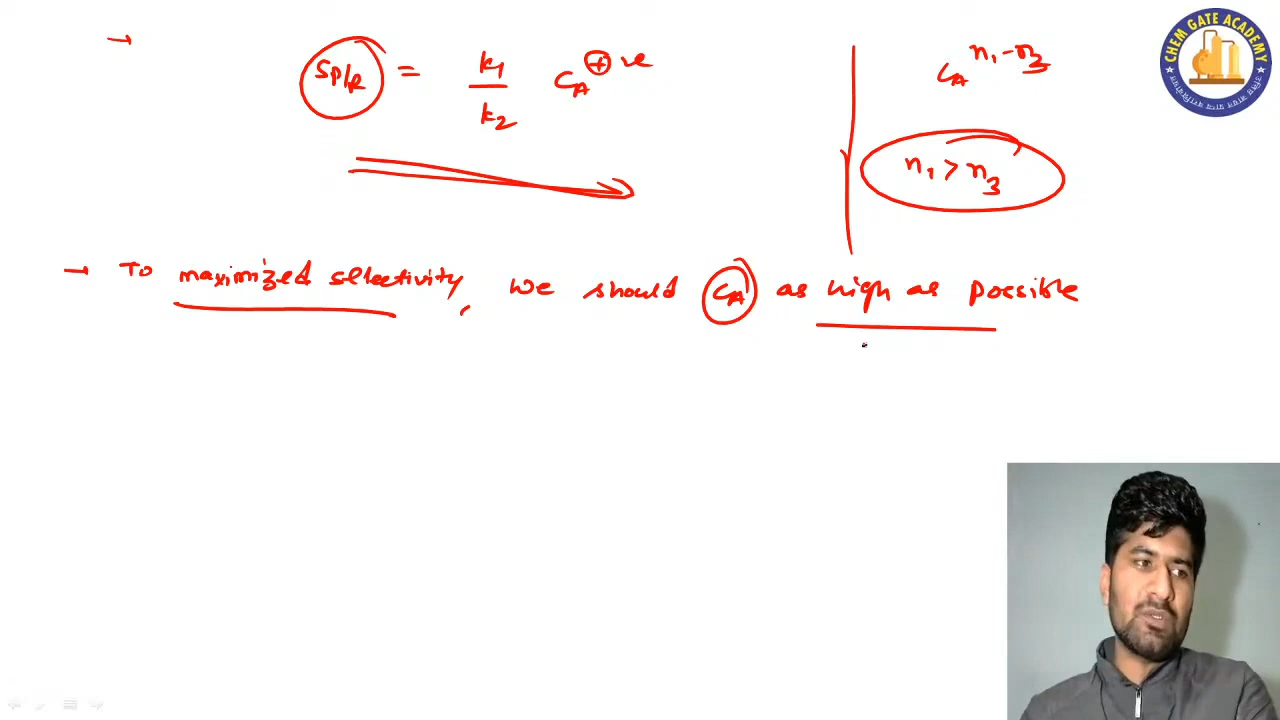 →
SP/R = k1/k2 CA^⊕ve
CA^n1-n3
n1 > n3
→ To maximized selectivity, we should CA as high as possible
CHEM GATE ACADEMY